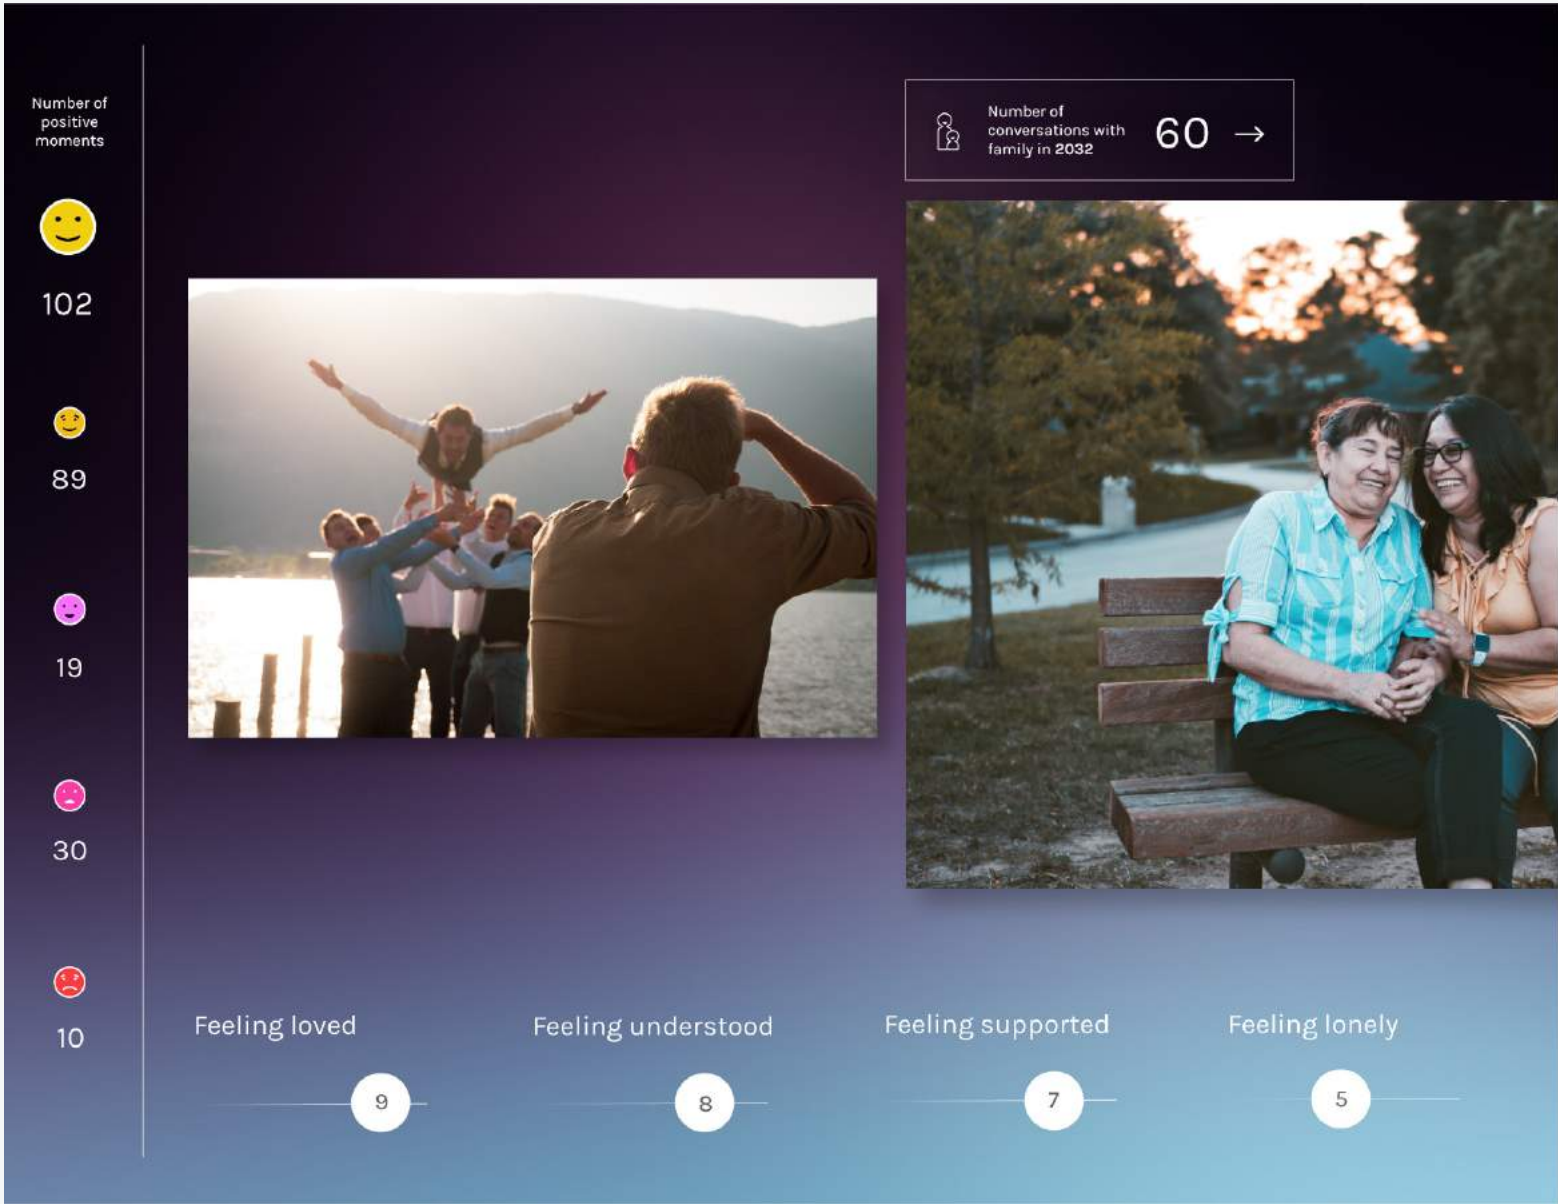 Number of
positive
moments
102
89
19
30
10
Number of
conversations with
family in 2032
60 →
Feeling loved
Feeling understood
Feeling supported
Feeling lonely
9
8
7
5